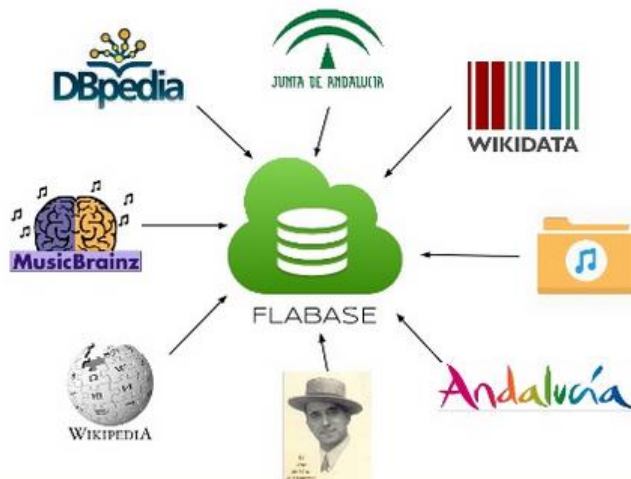 DBpedia
JUNTA DE ANDALUCIA
WIKIDATA
MusicBrainz
FLABASE
WIKIPEDIA
Andalucía